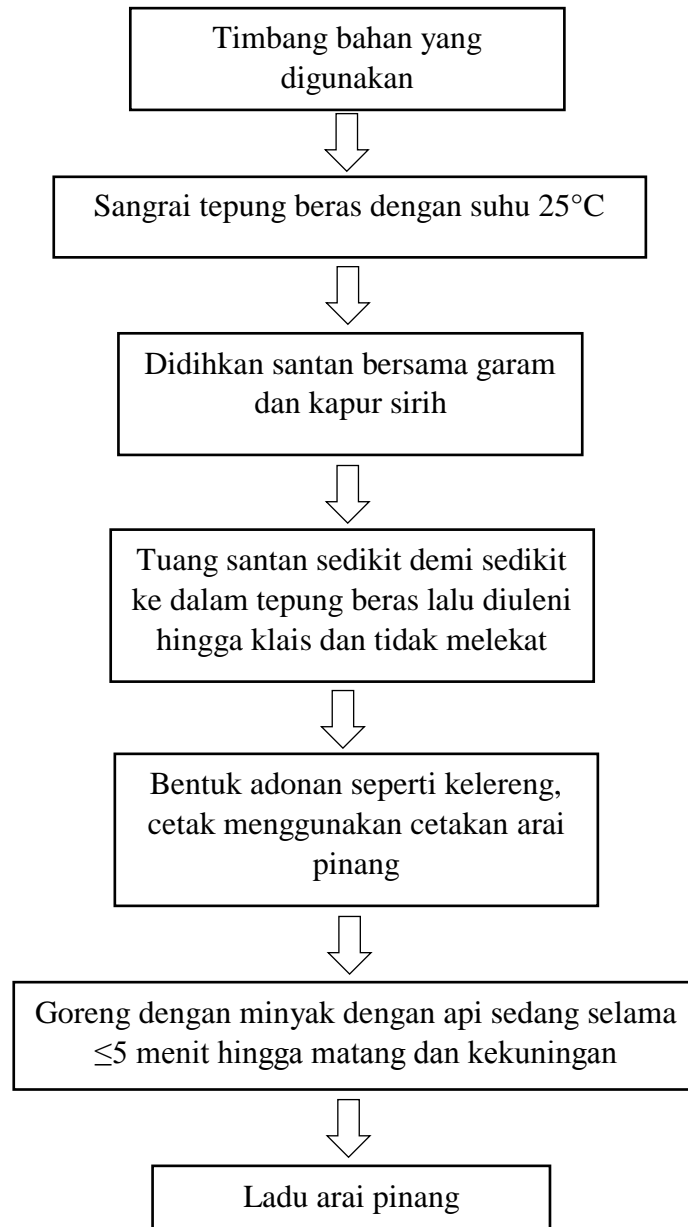 Timbang bahan yang
digunakan
Sangrai tepung beras dengan suhu 25°C
Didihkan santan bersama garam
dan kapur sirih
Tuang santan sedikit demi sedikit
ke dalam tepung beras lalu diuleni
hingga klais dan tidak melekat
Bentuk adonan seperti kelereng,
cetak menggunakan cetakan arai
pinang
Goreng dengan minyak dengan api sedang selama
≤5 menit hingga matang dan kekuningan
Ladu arai pinang